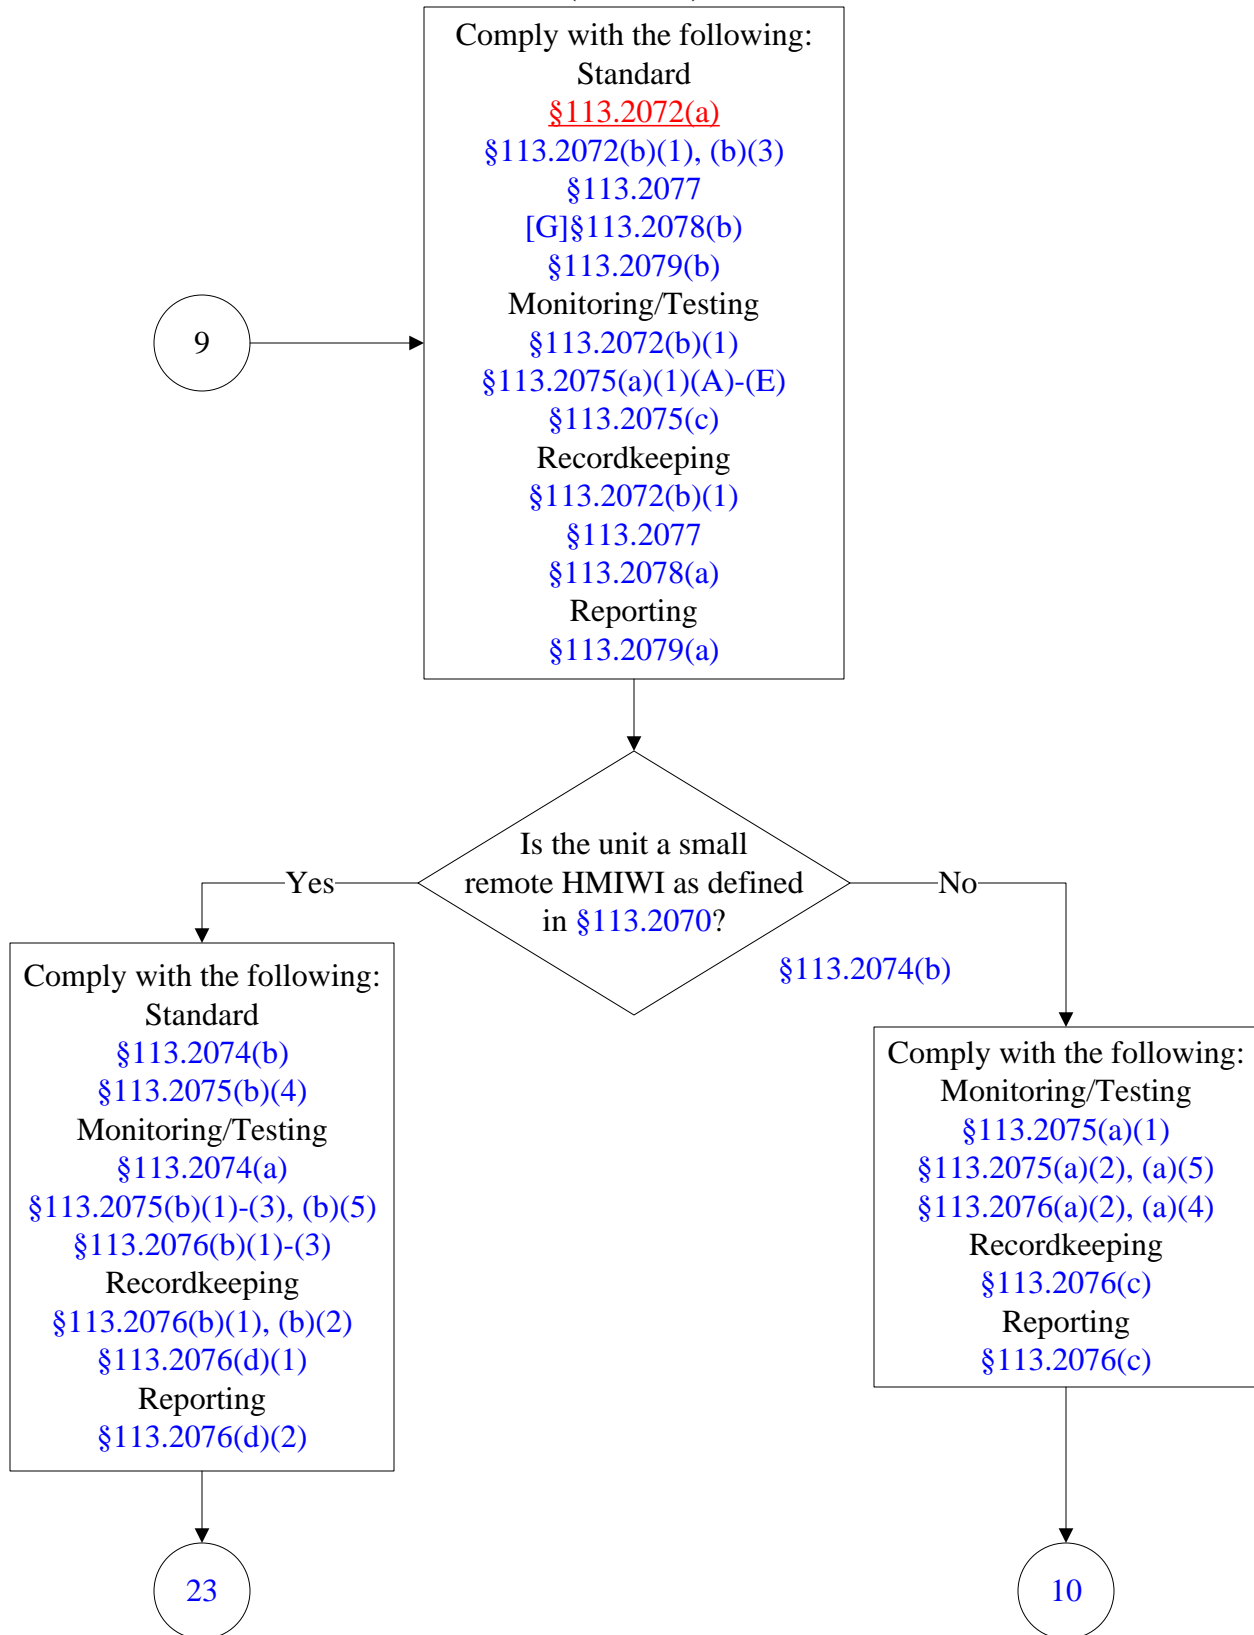 Comply with the following:
Standard
§113.2072(a)
§113.2072(b)(1), (b)(3)
§113.2077
[G]§113.2078(b)
§113.2079(b)
Monitoring/Testing
§113.2072(b)(1)
§113.2075(a)(1)(A)-(E)
§113.2075(c)
Recordkeeping
§113.2072(b)(1)
§113.2077
§113.2078(a)
Reporting
§113.2079(a)
9
Is the unit a small
remote HMIWI as defined
in §113.2070?
Yes
No
§113.2074(b)
Comply with the following:
Standard
§113.2074(b)
§113.2075(b)(4)
Monitoring/Testing
§113.2074(a)
§113.2075(b)(1)-(3), (b)(5)
§113.2076(b)(1)-(3)
Recordkeeping
§113.2076(b)(1), (b)(2)
§113.2076(d)(1)
Reporting
§113.2076(d)(2)
23
Comply with the following:
Monitoring/Testing
§113.2075(a)(1)
§113.2075(a)(2), (a)(5)
§113.2076(a)(2), (a)(4)
Recordkeeping
§113.2076(c)
Reporting
§113.2076(c)
10